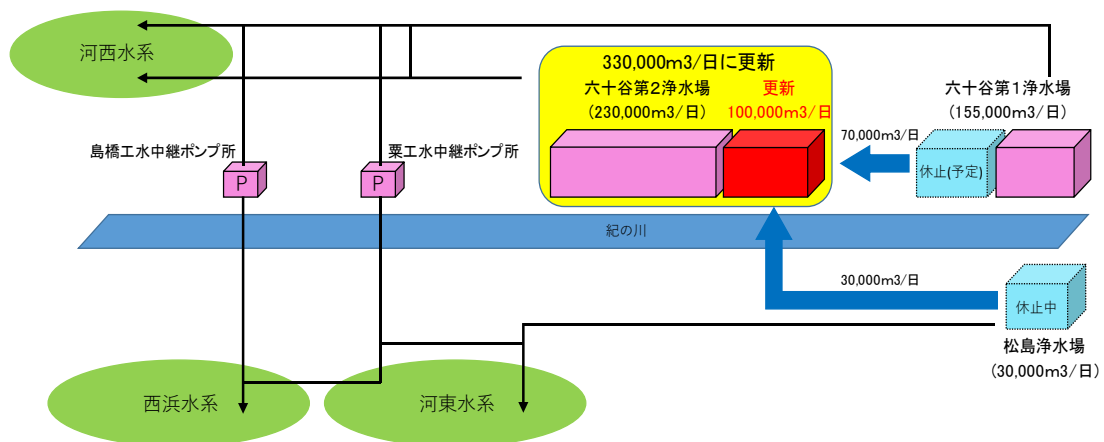 河西水系
330,000m3/日に更新
六十谷第2浄水場
(230,000m3/日)
更新
100,000m3/日
六十谷第1浄水場
(155,000m3/日)
70,000m3/日
休止(予定)
島橋工水中継ポンプ所
粟工水中継ポンプ所
P
P
紀の川
30,000m3/日
休止中
松島浄水場
(30,000m3/日)
西浜水系
河東水系